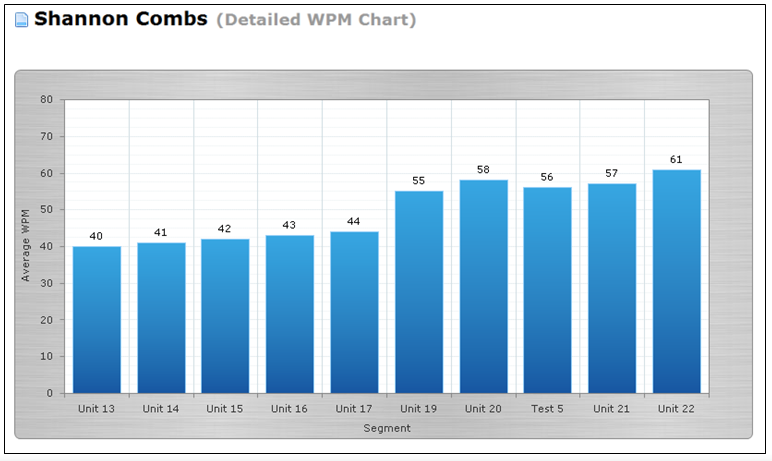 Shannon Combs (Detailed WPM Chart)
80
70
60
50
40
30
20
10
0
Average WPM
40 41 42 43 44 55 58 56 57 61
Unit 13 Unit 14 Unit 15 Unit 16 Unit 17 Unit 19 Unit 20 Test 5 Unit 21 Unit 22
Segment